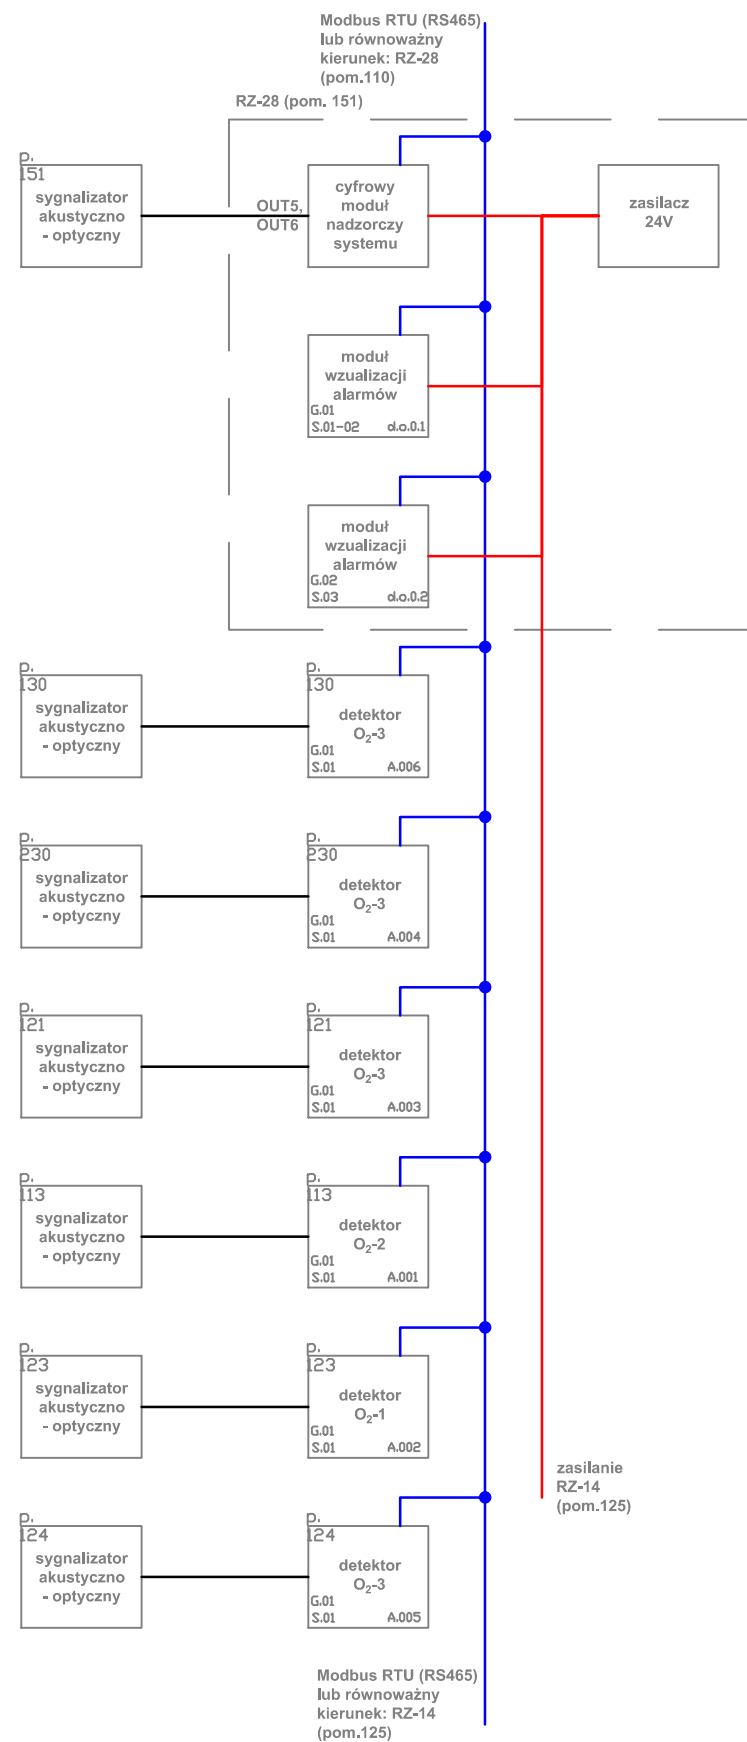 Modbus RTU (RS465)
lub równoważny
kierunek: RZ-28
(pom.110)
RZ-28 (pom. 151)
p.
151
sygnalizator
akustyczno
- optyczny
OUT5,
OUT6
cyfrowy
moduł
nadzorczy
systemu
zasilacz
24V
moduł
wzualizacji
alarmów
G.01
S.01-02 d.o.0.1
moduł
wzualizacji
alarmów
G.02
S.03 d.o.0.2
p.
130
sygnalizator
akustyczno
- optyczny
p.
130
detektor
O₂-3
G.01
S.01 A.006
p.
230
sygnalizator
akustyczno
- optyczny
p.
230
detektor
O₂-3
G.01
S.01 A.004
p.
121
sygnalizator
akustyczno
- optyczny
p.
121
detektor
O₂-3
G.01
S.01 A.003
p.
113
sygnalizator
akustyczno
- optyczny
p.
113
detektor
O₂-2
G.01
S.01 A.001
p.
123
sygnalizator
akustyczno
- optyczny
p.
123
detektor
O₂-1
G.01
S.01 A.002
zasilanie
RZ-14
(pom.125)
p.
124
sygnalizator
akustyczno
- optyczny
p.
124
detektor
O₂-3
G.01
S.01 A.005
Modbus RTU (RS465)
lub równoważny
kierunek: RZ-14
(pom.125)